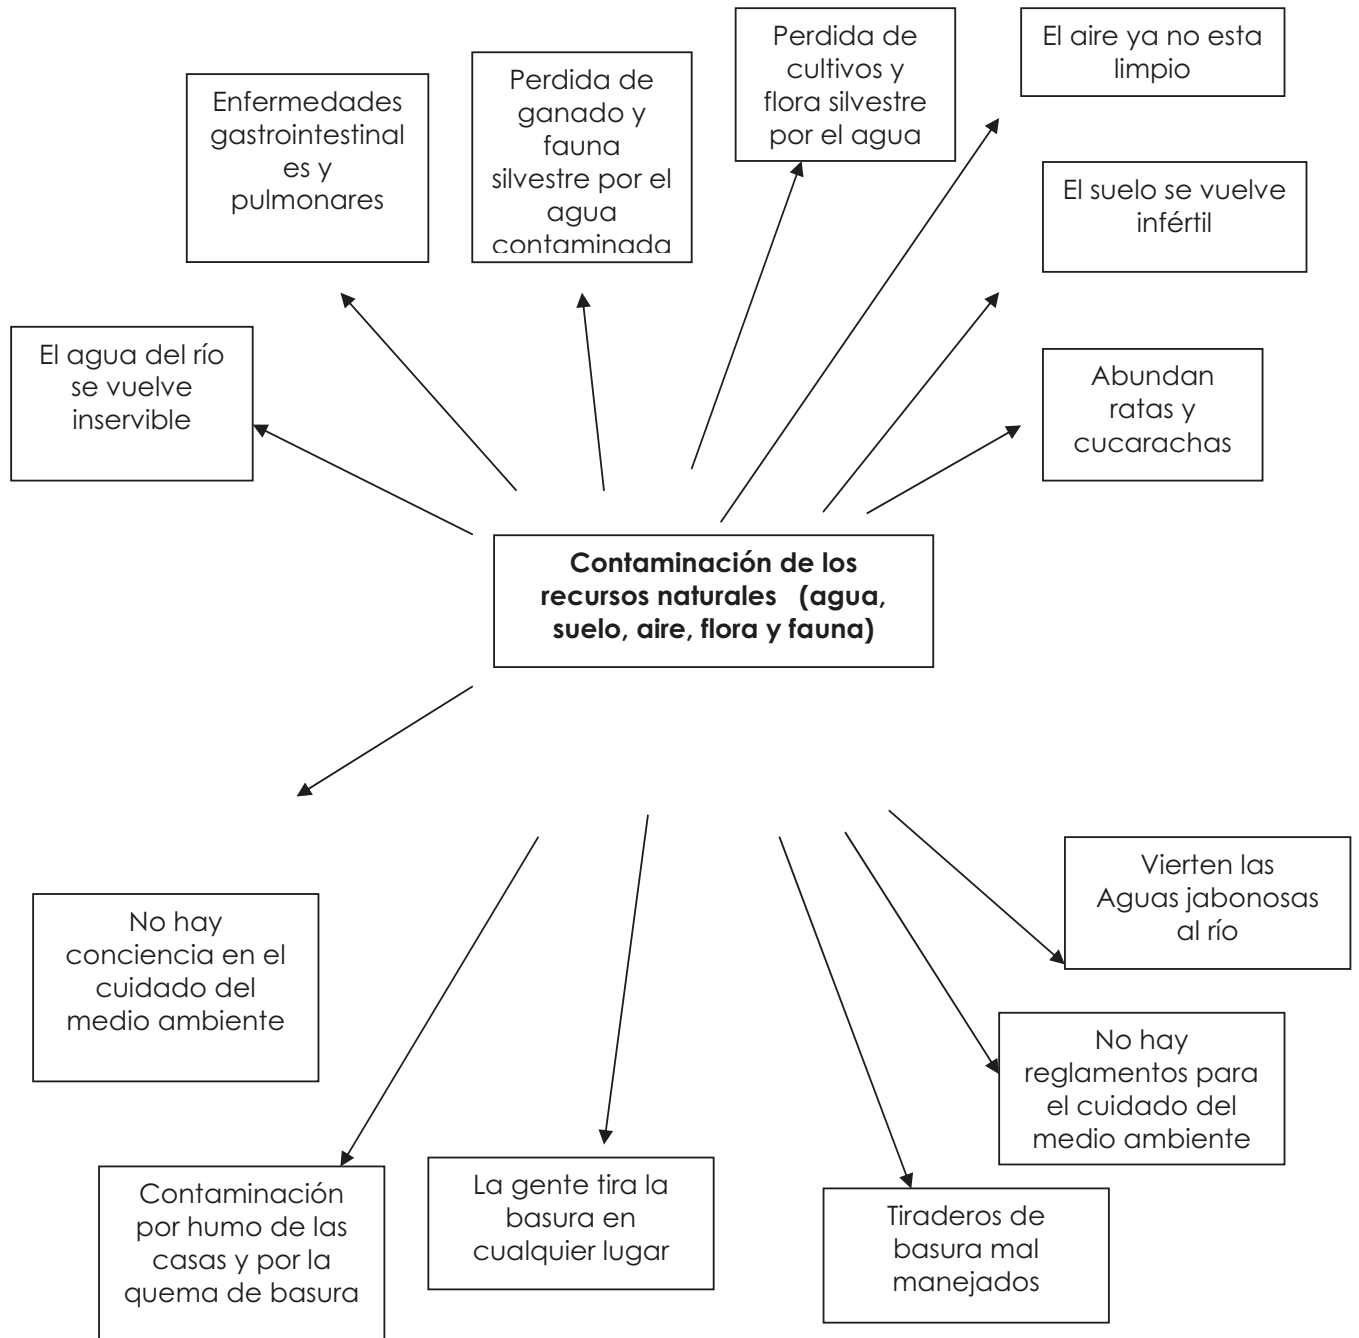 Perdida de
cultivos y
flora silvestre
por el agua
El aire ya no esta
limpio
Perdida de
ganado y
fauna
silvestre por el
agua
contaminada
Enfermedades
gastrointestinal
es y
pulmonares
El suelo se vuelve
infértil
El agua del río
se vuelve
inservible
Abundan
ratas y
cucarachas
Contaminación de los
recursos naturales (agua,
suelo, aire, flora y fauna)
Vierten las
Aguas jabonosas
al río
No hay
conciencia en el
cuidado del
medio ambiente
No hay
reglamentos para
el cuidado del
medio ambiente
Contaminación
por humo de las
casas y por la
quema de basura
La gente tira la
basura en
cualquier lugar
Tiraderos de
basura mal
manejados